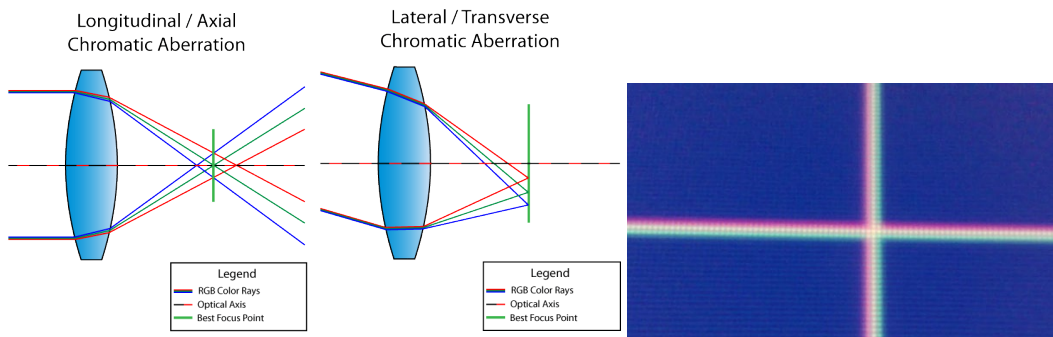 Longitudinal / Axial
Chromatic Aberration
Legend
RGB Color Rays
Optical Axis
Best Focus Point
Lateral / Transverse
Chromatic Aberration
Legend
RGB Color Rays
Optical Axis
Best Focus Point